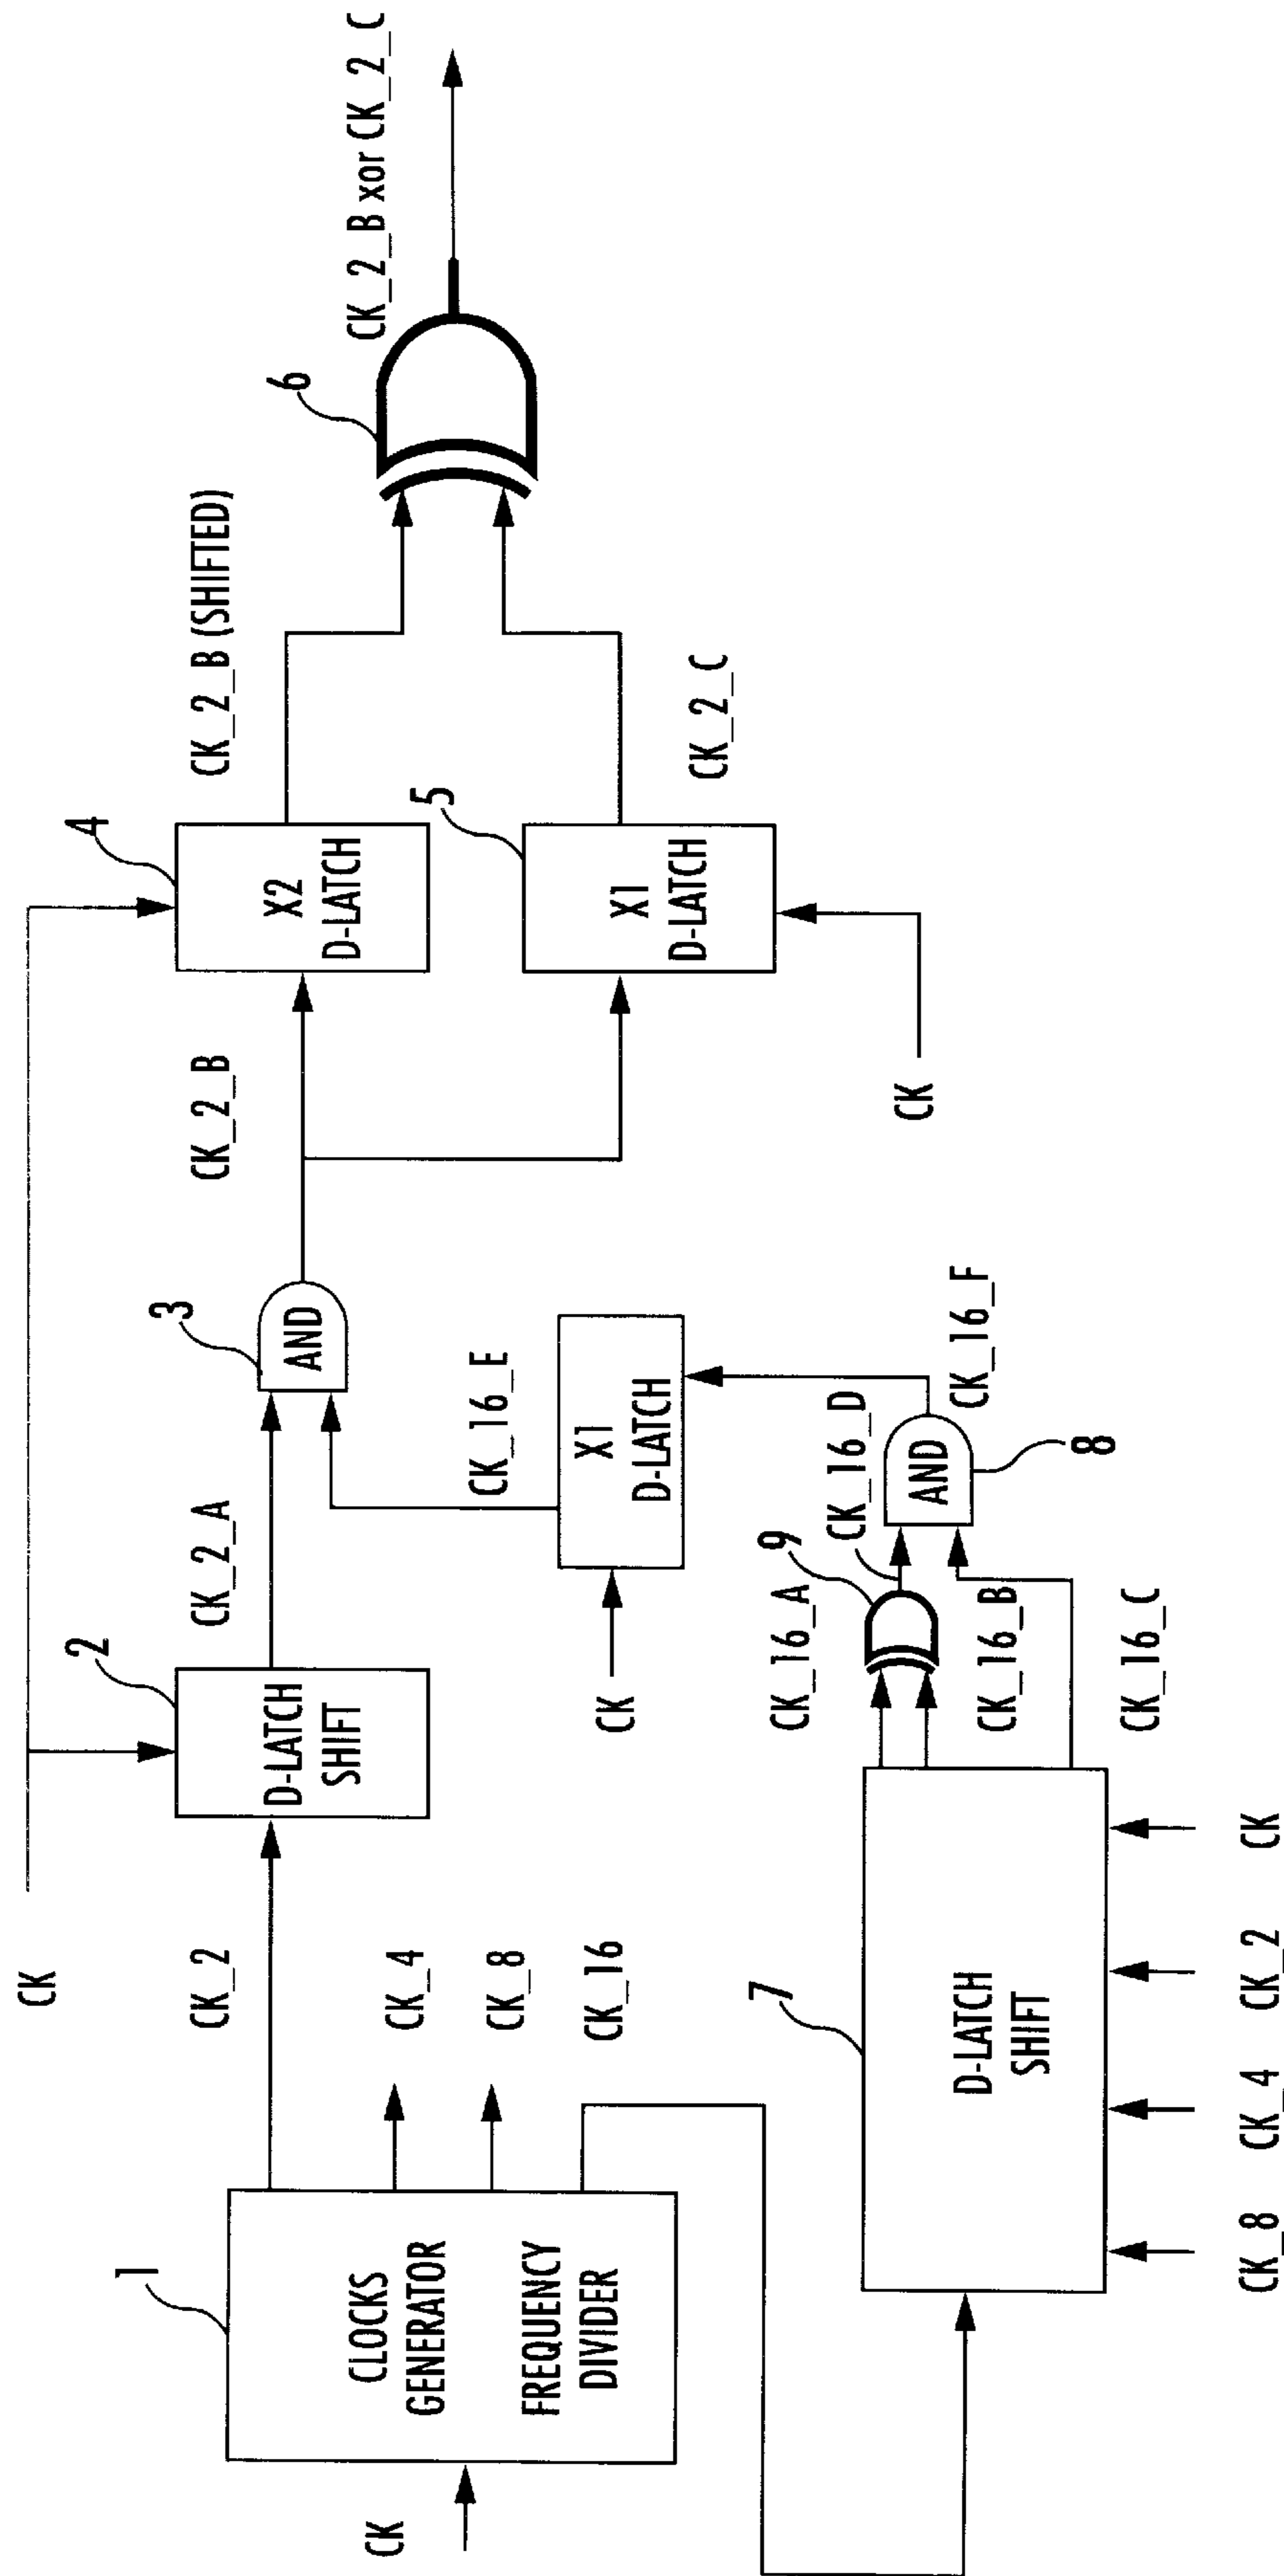 CK
CK
1
CLOCKS
GENERATOR
FREQUENCY
DIVIDER
CK_2
CK_4
CK_8
CK_16
2
D-LATCH
SHIFT
CK_2_A
3
AND
CK_2_B
4
X2
D-LATCH
CK_2_B (SHIFTED)
5
X1
D-LATCH
CK
CK_2_C
6
CK_2_B xor CK_2_C
CK
X1
D-LATCH
CK_16_E
7
D-LATCH
SHIFT
CK_8
CK_4
CK_2
CK
CK_16_A
CK_16_B
CK_16_C
9
CK_16_D
AND
8
CK_16_F